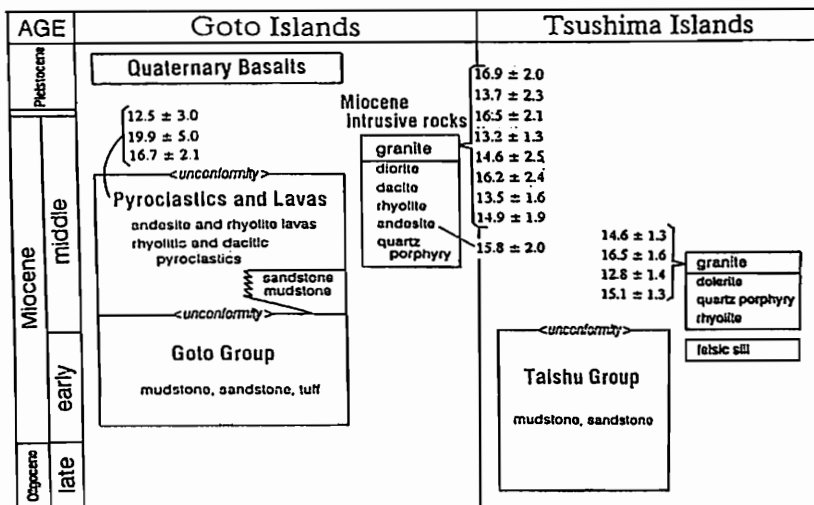 AGE
Goto Islands
Tsushima Islands
Pleistocene
Miocene
middle
early
Oligocene
late
Quaternary Basalts
12.5 ± 3.0
19.9 ± 5.0
16.7 ± 2.1
<unconformity>
Pyroclastics and Lavas
andesite and rhyolite lavas
rhyolitic and dacitic
pyroclastics
sandstone
mudstone
<unconformity>
Goto Group
mudstone, sandstone, tuff
Miocene
intrusive rocks
granite
diorite
dacite
rhyolite
andesite
quartz
porphyry
16.9 ± 2.0
13.7 ± 2.3
16.5 ± 2.1
13.2 ± 1.3
14.6 ± 2.5
16.2 ± 2.4
13.5 ± 1.6
14.9 ± 1.9
15.8 ± 2.0
14.6 ± 1.3
16.5 ± 1.6
12.8 ± 1.4
15.1 ± 1.3
granite
dolerite
quartz porphyry
rhyolite
felsic sill
<unconformity>
Taishu Group
mudstone, sandstone